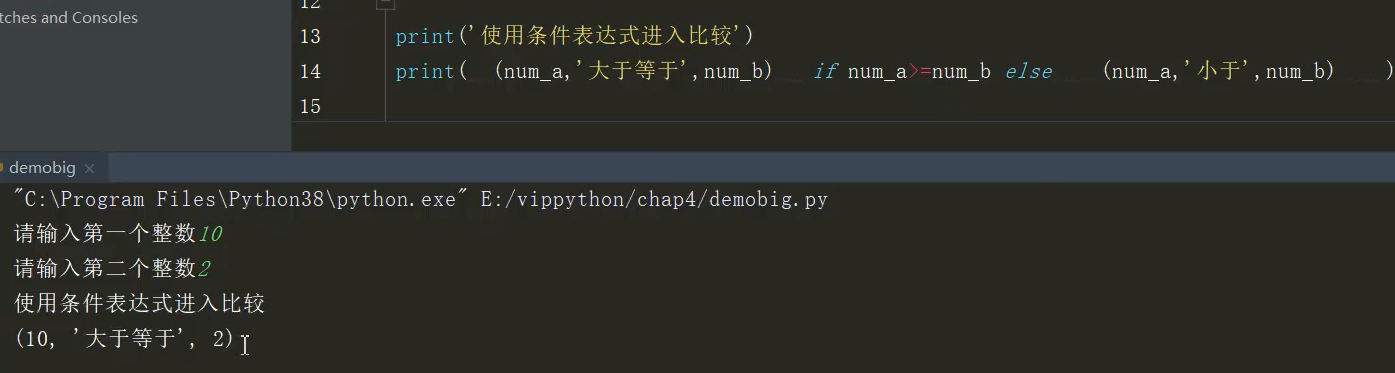 tches and Consoles
12
13 print('使用条件表达式进入比较')
14 print( (num_a,'大于等于',num_b) if num_a>=num_b else (num_a,'小于',num_b) )
15
demobig ×
"C:\Program Files\Python38\python.exe" E:/vippython/chap4/demobig.py
请输入第一个整数10
请输入第二个整数2
使用条件表达式进入比较
(10, '大于等于', 2)